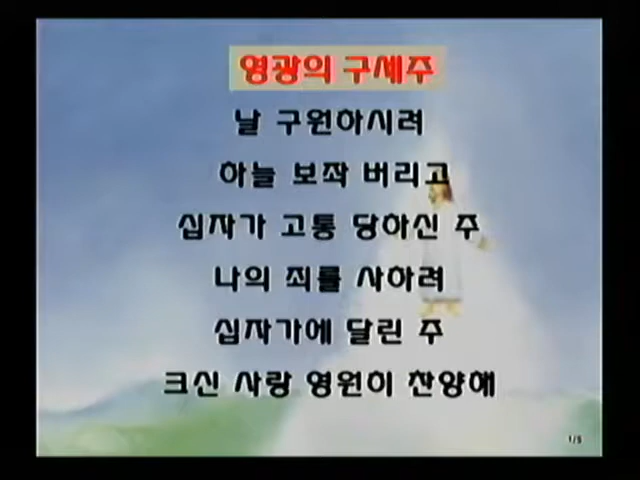 영광의 구세주
날 구원하시려
하늘 보좌 버리고
십자가 고통 당하신 주
나의 죄를 사하려
십자가에 달린 주
크신 사랑 영원히 찬양해
1/5